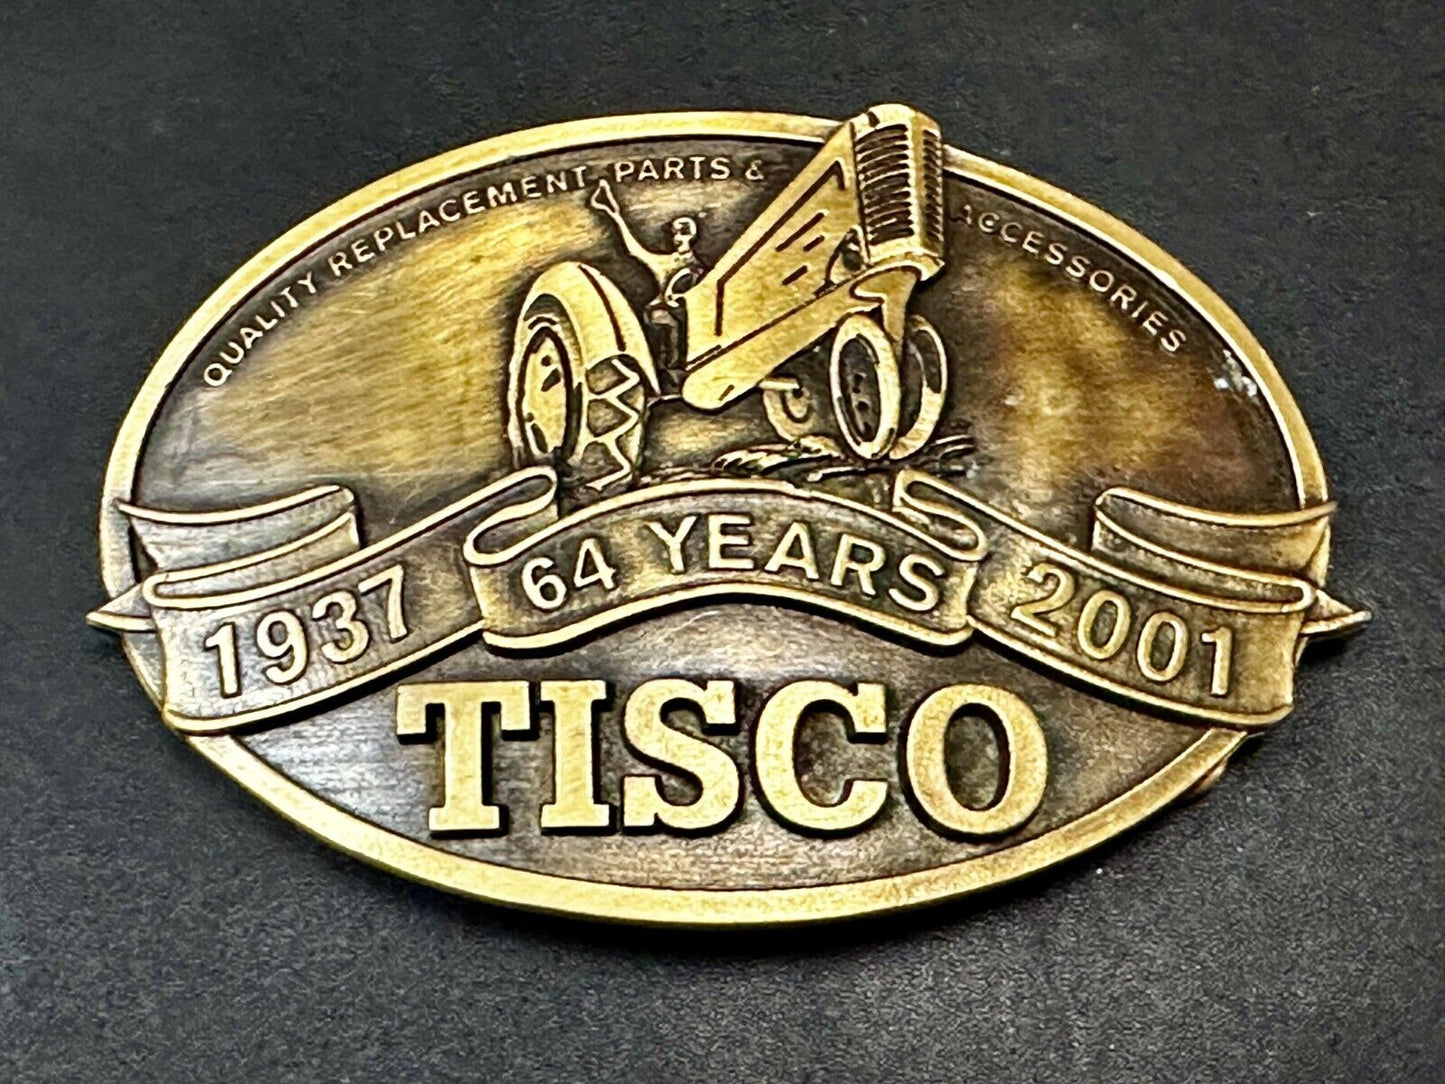 QUALITY REPLACEMENT PARTS & ACCESSORIES
1937 64 YEARS 2001
TISCO